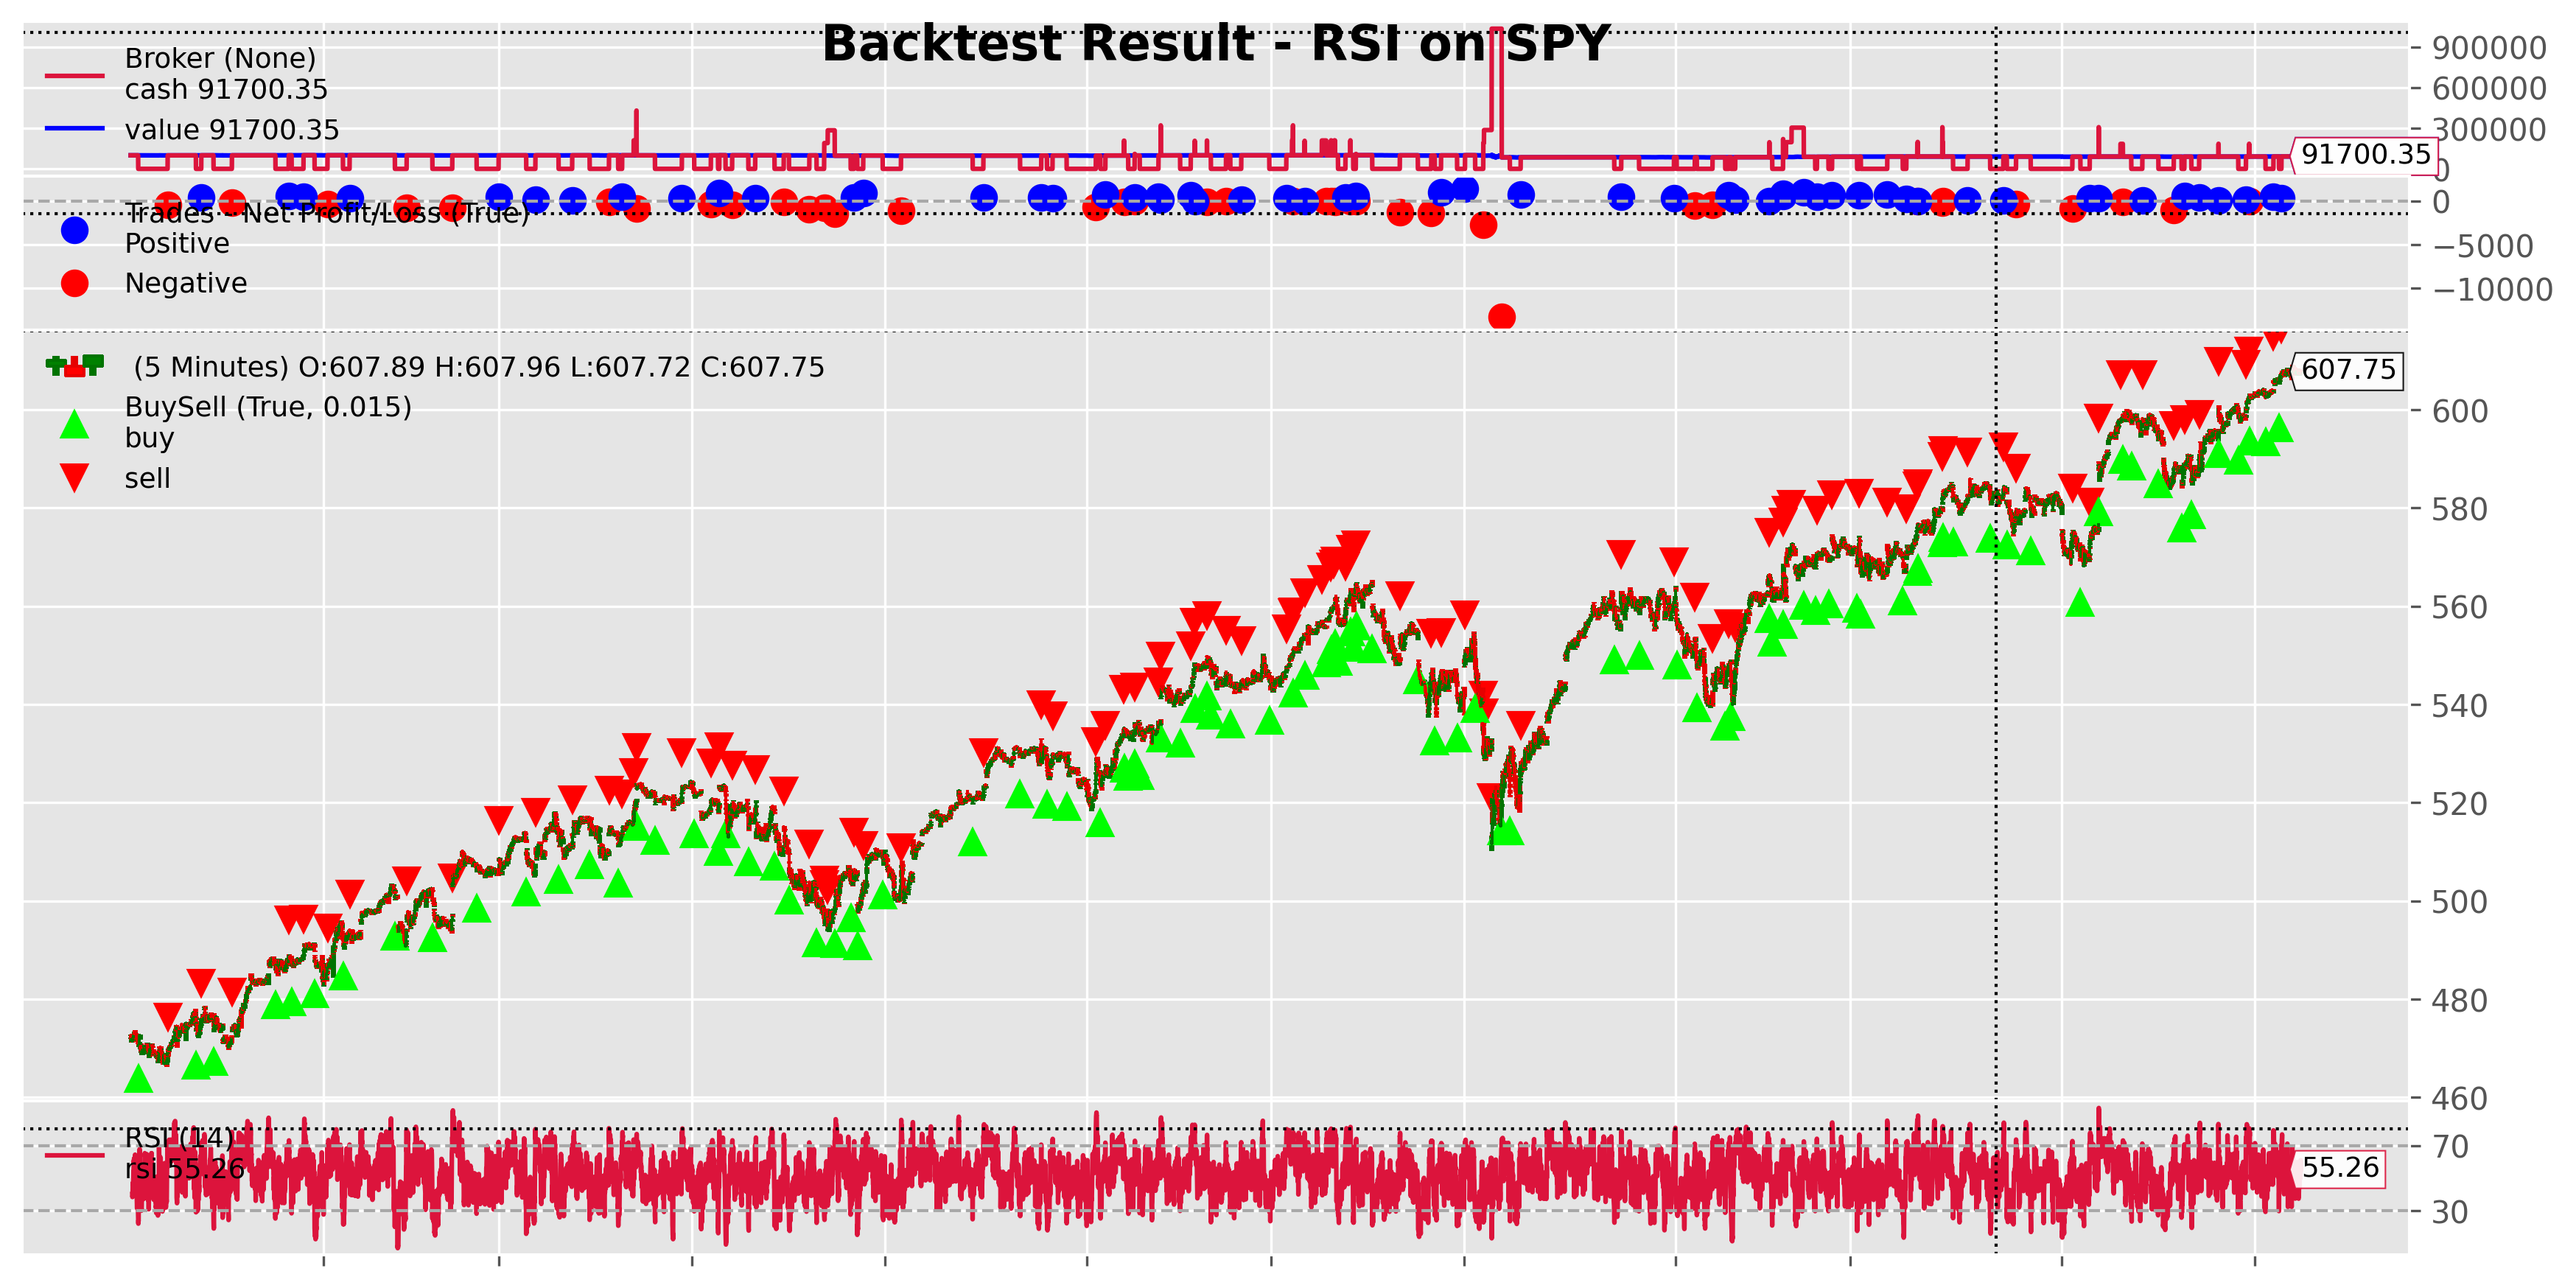 Backtest Result - RSI on SPY
Broker (None)
cash 91700.35
value 91700.35
900000
600000
300000
0
91700.35
Trades - Net Profit/Loss (True)
Positive
Negative
0
−5000
−10000
(5 Minutes) O:607.89 H:607.96 L:607.72 C:607.75
BuySell (True, 0.015)
buy
sell
607.75
600
580
560
540
520
500
480
460
RSI (14)
rsi 55.26
70
55.26
30